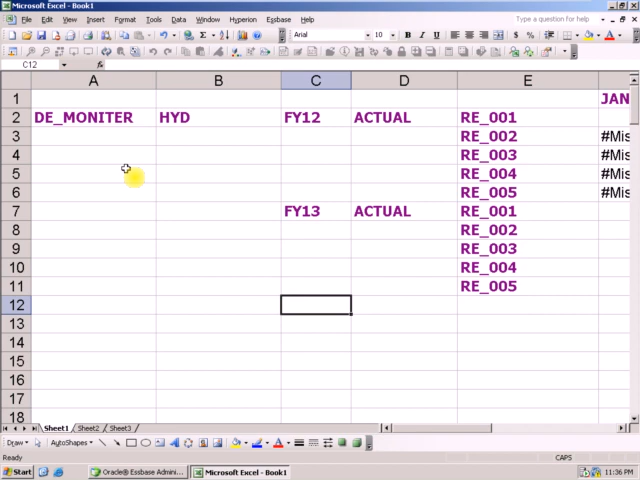 Microsoft Excel - Book1
File Edit View Insert Format Tools Data Window Hyperion Essbase Help
Type a question for help
Arial 10 B I U
C12 fx
A B C D E
1 JAN
2 DE_MONITER HYD FY12 ACTUAL RE_001
3 RE_002 #Mis
4 RE_003 #Mis
5 RE_004 #Mis
6 RE_005 #Mis
7 FY13 ACTUAL RE_001
8 RE_002
9 RE_003
10 RE_004
11 RE_005
12
13
14
15
16
17
18
Sheet1 Sheet2 Sheet3
Draw AutoShapes
Ready CAPS
Start Oracle® Essbase Admini... Microsoft Excel - Book1 11:36 PM